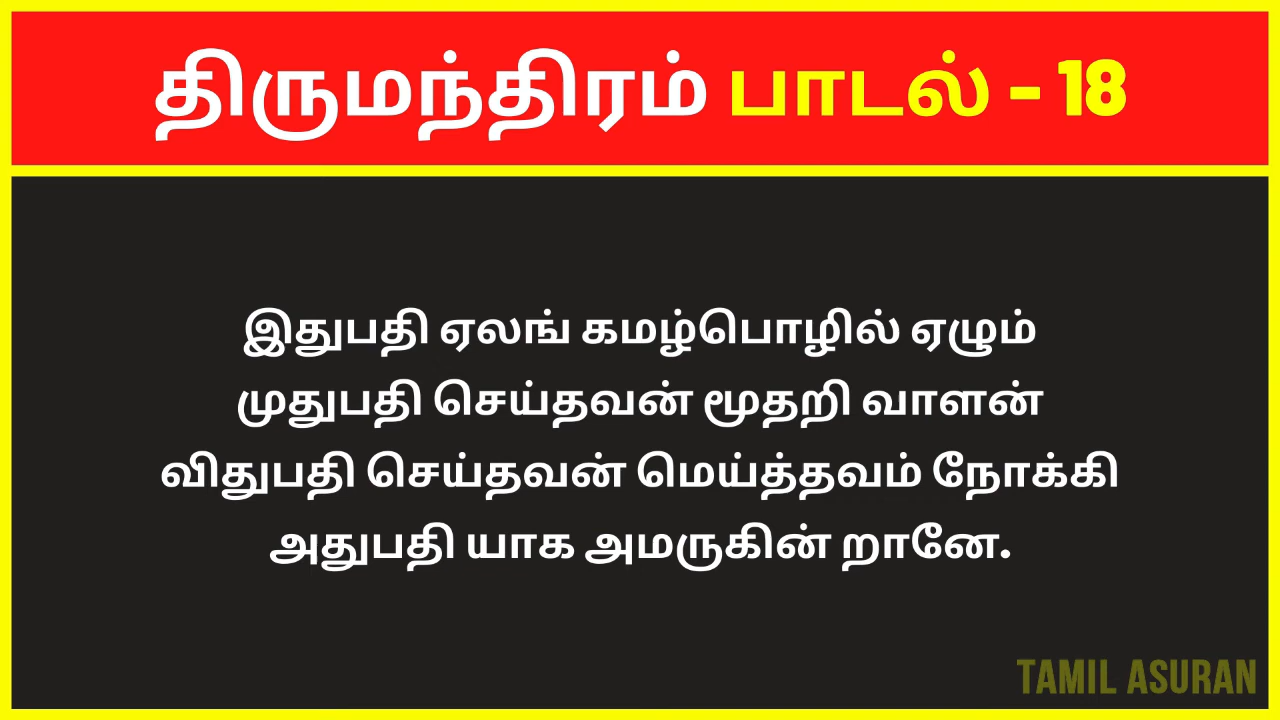 திருமந்திரம் பாடல் - 18
இதுபதி ஏலங் கமழ்பொழில் ஏழும்
முதுபதி செய்தவன் மூதறி வாளன்
விதுபதி செய்தவன் மெய்த்தவம் நோக்கி
அதுபதி யாக அமருகின் றானே.
TAMIL ASURAN